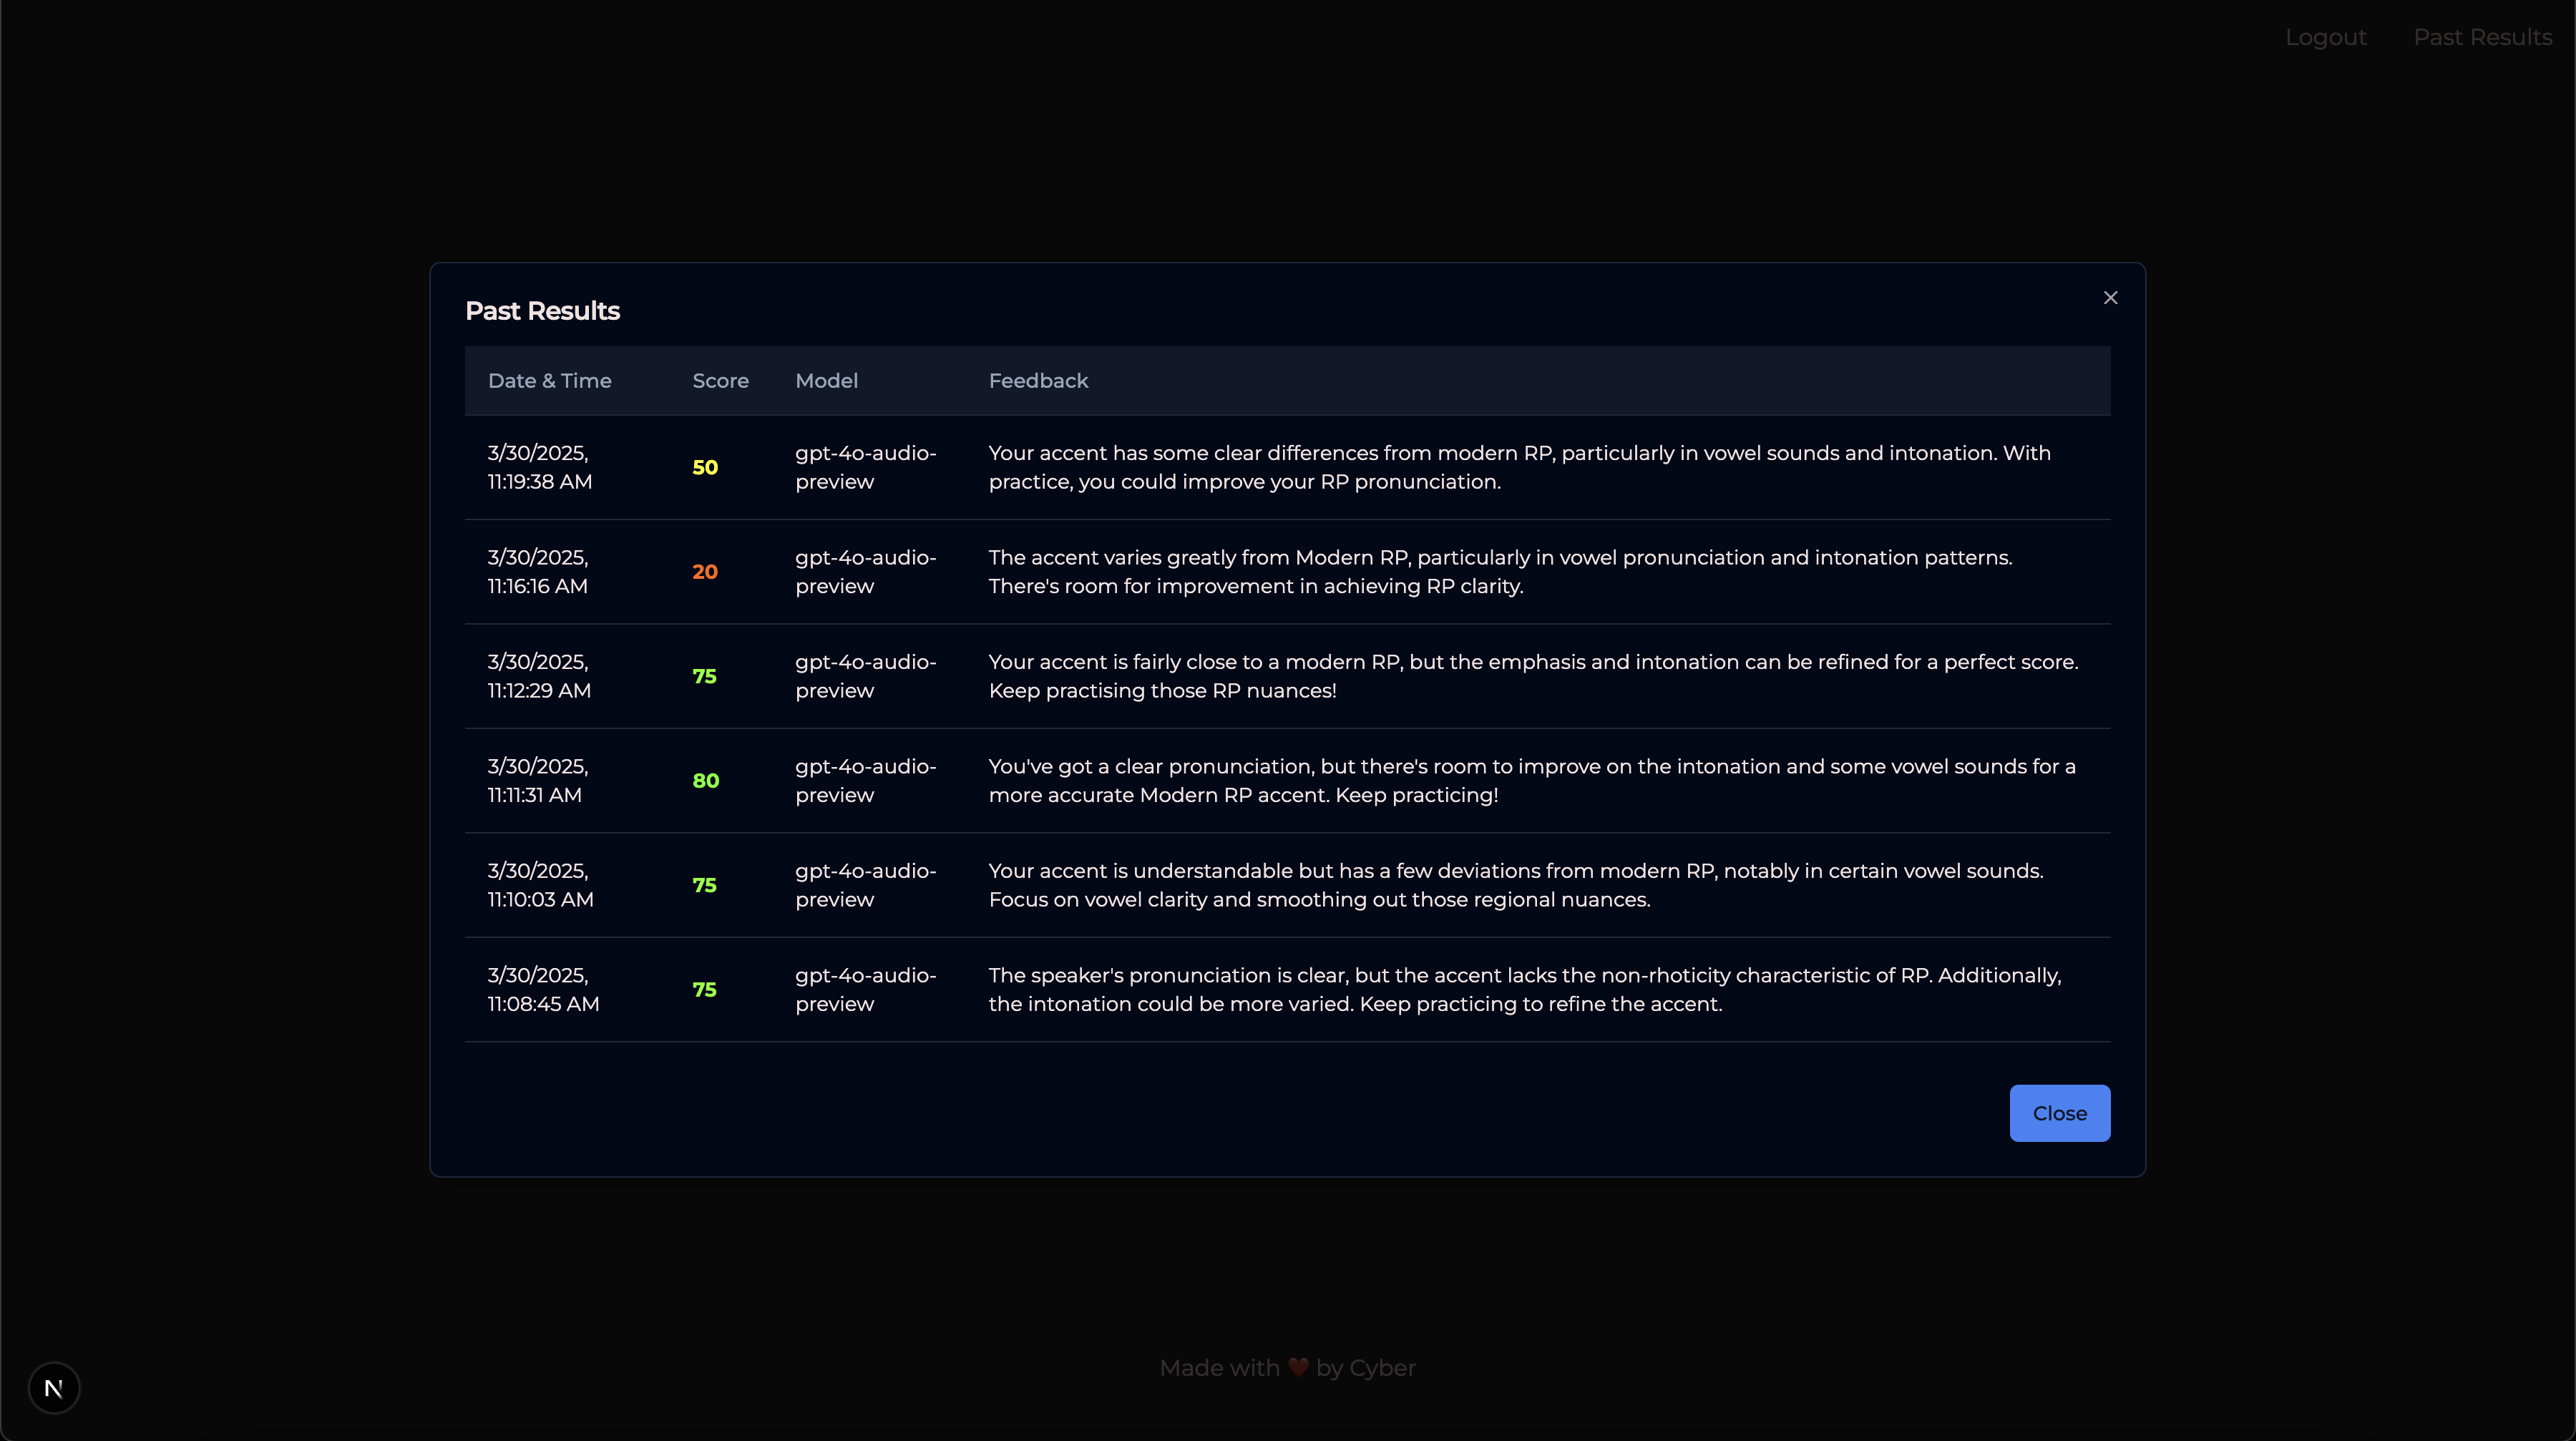 Logout Past Results
Past Results
Date & Time Score Model Feedback
3/30/2025, 11:19:38 AM 50 gpt-4o-audio-preview Your accent has some clear differences from modern RP, particularly in vowel sounds and intonation. With
practice, you could improve your RP pronunciation.
3/30/2025, 11:16:16 AM 20 gpt-4o-audio-preview The accent varies greatly from Modern RP, particularly in vowel pronunciation and intonation patterns.
There's room for improvement in achieving RP clarity.
3/30/2025, 11:12:29 AM 75 gpt-4o-audio-preview Your accent is fairly close to a modern RP, but the emphasis and intonation can be refined for a perfect score.
Keep practising those RP nuances!
3/30/2025, 11:11:31 AM 80 gpt-4o-audio-preview You've got a clear pronunciation, but there's room to improve on the intonation and some vowel sounds for a
more accurate Modern RP accent. Keep practicing!
3/30/2025, 11:10:03 AM 75 gpt-4o-audio-preview Your accent is understandable but has a few deviations from modern RP, notably in certain vowel sounds.
Focus on vowel clarity and smoothing out those regional nuances.
3/30/2025, 11:08:45 AM 75 gpt-4o-audio-preview The speaker's pronunciation is clear, but the accent lacks the non-rhoticity characteristic of RP. Additionally,
the intonation could be more varied. Keep practicing to refine the accent.
Close
Made with ❤️ by Cyber
N